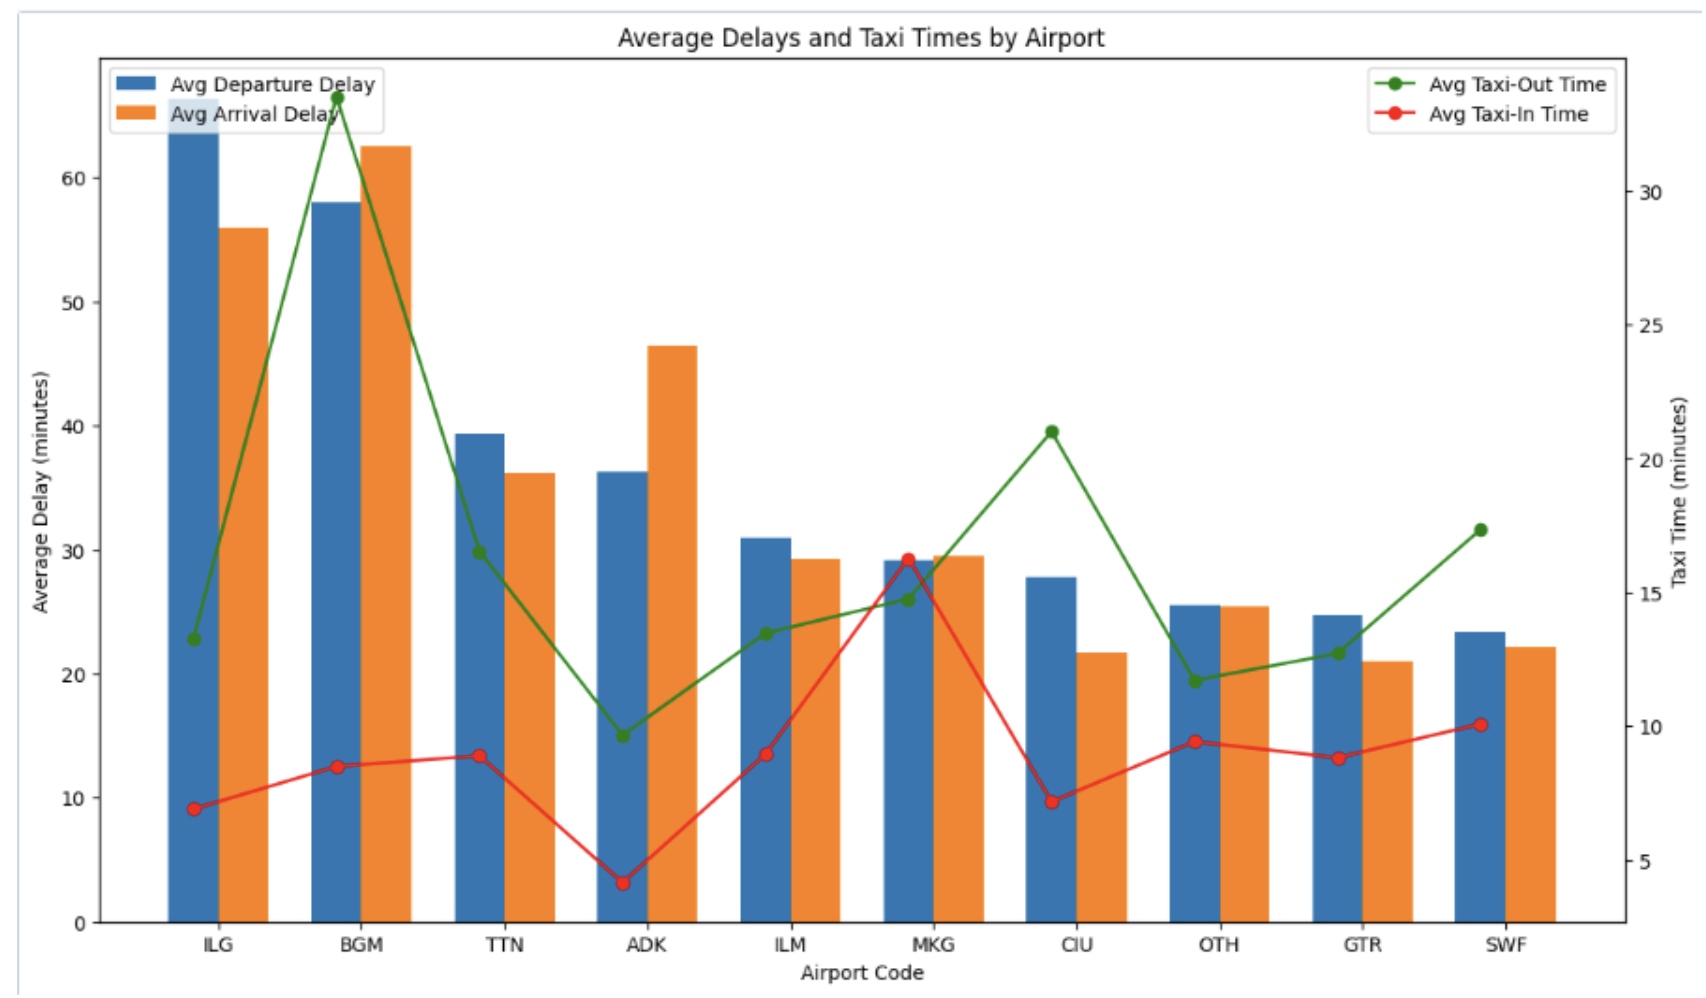 Average Delays and Taxi Times by Airport
Avg Departure Delay
Avg Arrival Delay
Avg Taxi-Out Time
Avg Taxi-In Time
Average Delay (minutes)
60
50
40
30
20
10
0
30
25
20
15
10
5
Taxi Time (minutes)
ILG BGM TTN ADK ILM MKG CIU OTH GTR SWF
Airport Code